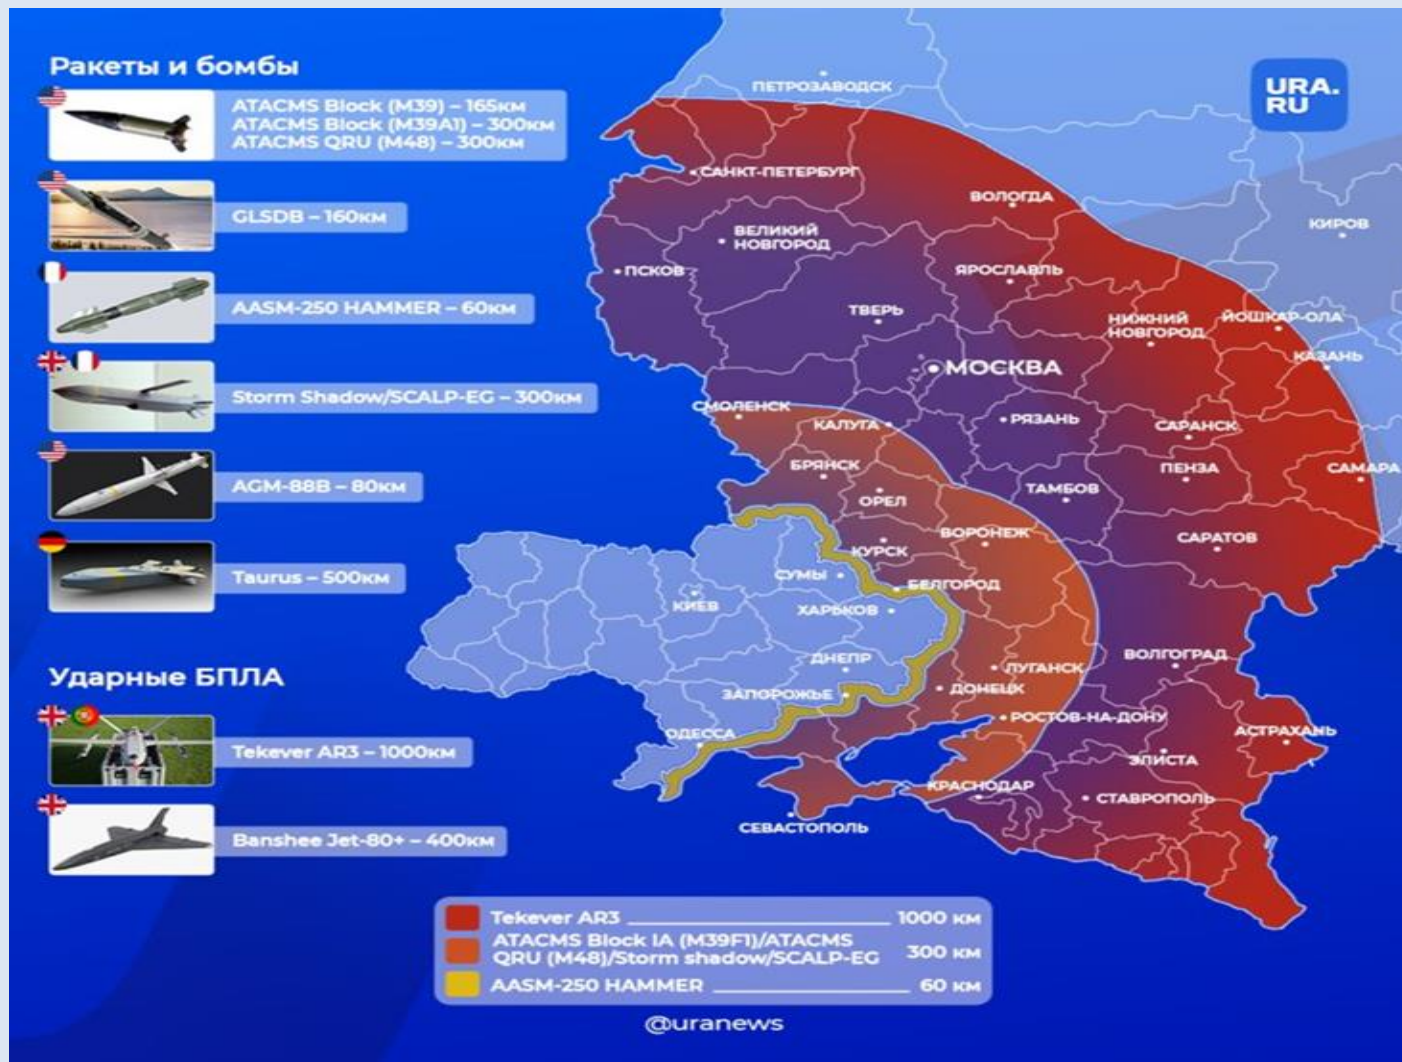 Ракеты и бомбы
ATACMS Block (M39) – 165км
ATACMS Block (M39A1) – 300км
ATACMS QRU (M48) – 300км
GLSDB – 160км
AASM-250 HAMMER – 60км
Storm Shadow/SCALP-EG – 300км
AGM-88B – 80км
Taurus – 500км
Ударные БПЛА
Tekever AR3 – 1000км
Banshee Jet-80+ – 400км
URA.
RU
ПЕТРОЗАВОДСК
САНКТ-ПЕТЕРБУРГ
ВОЛОГДА
КИРОВ
ВЕЛИКИЙ
НОВГОРОД
ПСКОВ
ЯРОСЛАВЛЬ
ТВЕРЬ
НИЖНИЙ
НОВГОРОД
ЙОШКАР-ОЛА
КАЗАНЬ
МОСКВА
СМОЛЕНСК
КАЛУГА
РЯЗАНЬ
САРАНСК
БРЯНСК
ПЕНЗА
САМАРА
ОРЕЛ
ТАМБОВ
ВОРОНЕЖ
САРАТОВ
КУРСК
СУМЫ
БЕЛГОРОД
КИЕВ
ХАРЬКОВ
ДНЕПР
ЛУГАНСК
ВОЛГОГРАД
ЗАПОРОЖЬЕ
ДОНЕЦК
РОСТОВ-НА-ДОНУ
ОДЕССА
АСТРАХАНЬ
ЭЛИСТА
КРАСНОДАР
СТАВРОПОЛЬ
СЕВАСТОПОЛЬ
Tekever AR3 1000 км
ATACMS Block IA (M39F1)/ATACMS
QRU (M48)/Storm shadow/SCALP-EG 300 км
AASM-250 HAMMER 60 км
@uranews